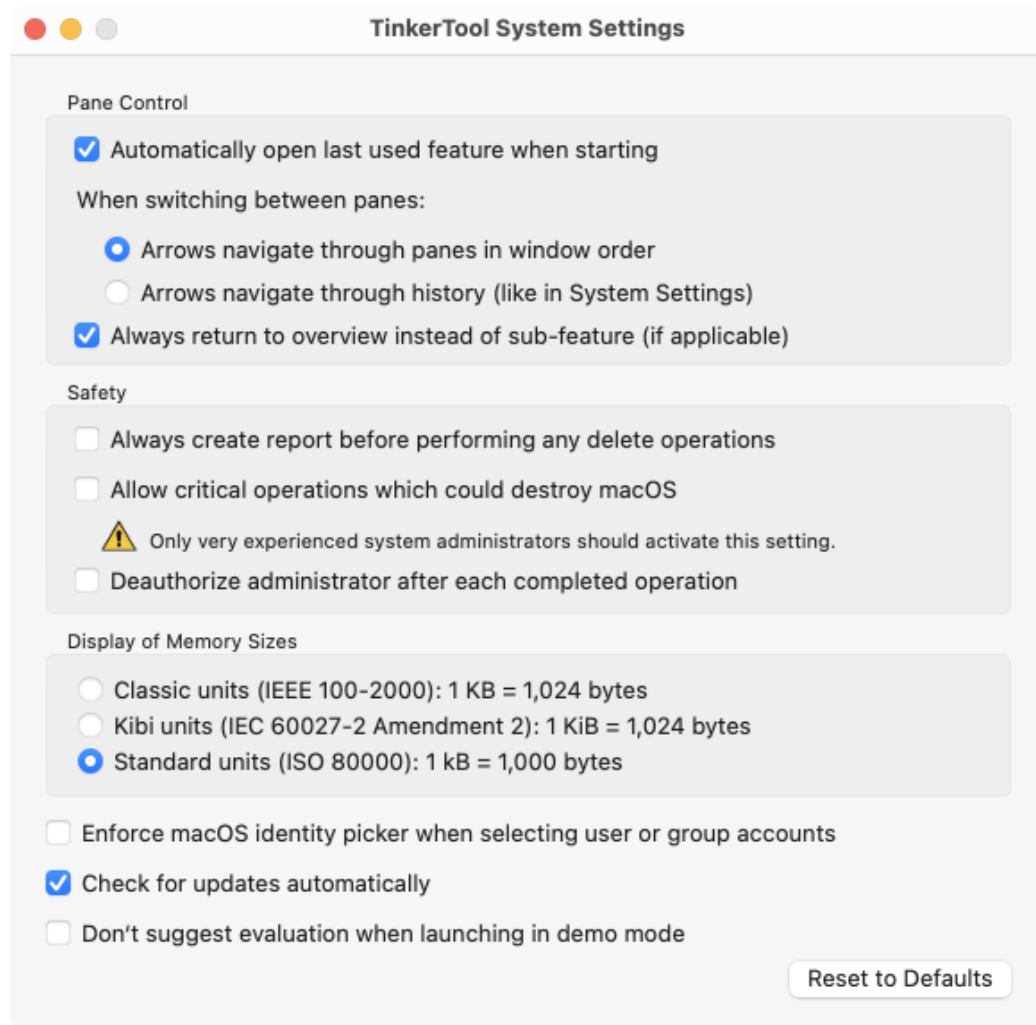 TinkerTool System Settings
Pane Control
Automatically open last used feature when starting
When switching between panes:
Arrows navigate through panes in window order
Arrows navigate through history (like in System Settings)
Always return to overview instead of sub-feature (if applicable)
Safety
Always create report before performing any delete operations
Allow critical operations which could destroy macOS
Only very experienced system administrators should activate this setting.
Deauthorize administrator after each completed operation
Display of Memory Sizes
Classic units (IEEE 100-2000): 1 KB = 1,024 bytes
Kibi units (IEC 60027-2 Amendment 2): 1 KiB = 1,024 bytes
Standard units (ISO 80000): 1 kB = 1,000 bytes
Enforce macOS identity picker when selecting user or group accounts
Check for updates automatically
Don’t suggest evaluation when launching in demo mode
Reset to Defaults